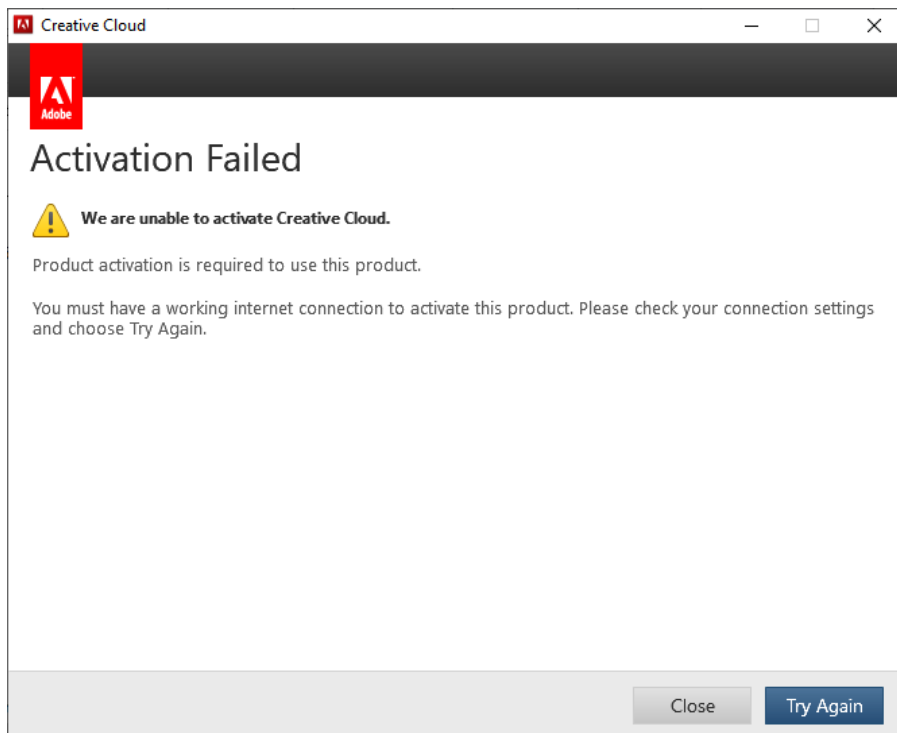 Creative Cloud
Adobe
Activation Failed
We are unable to activate Creative Cloud.
Product activation is required to use this product.
You must have a working internet connection to activate this product. Please check your connection settings
and choose Try Again.
Close
Try Again